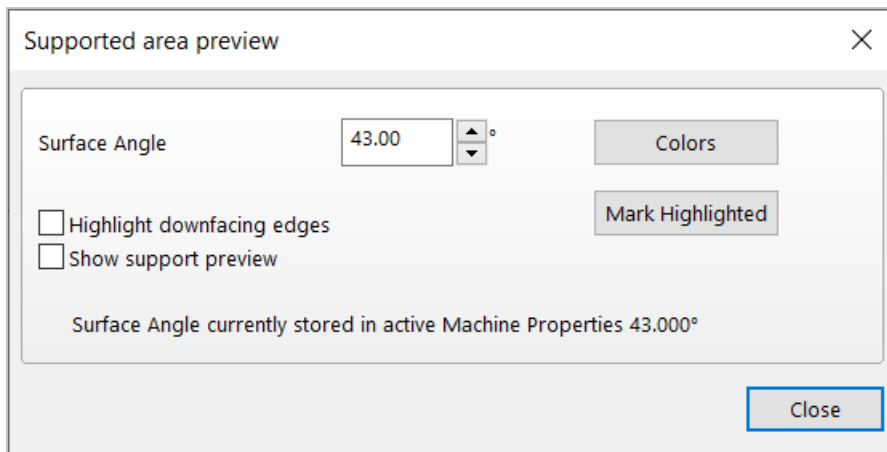 Supported area preview
Surface Angle 43.00 ° Colors
Mark Highlighted
Highlight downfacing edges
Show support preview
Surface Angle currently stored in active Machine Properties 43.000°
Close